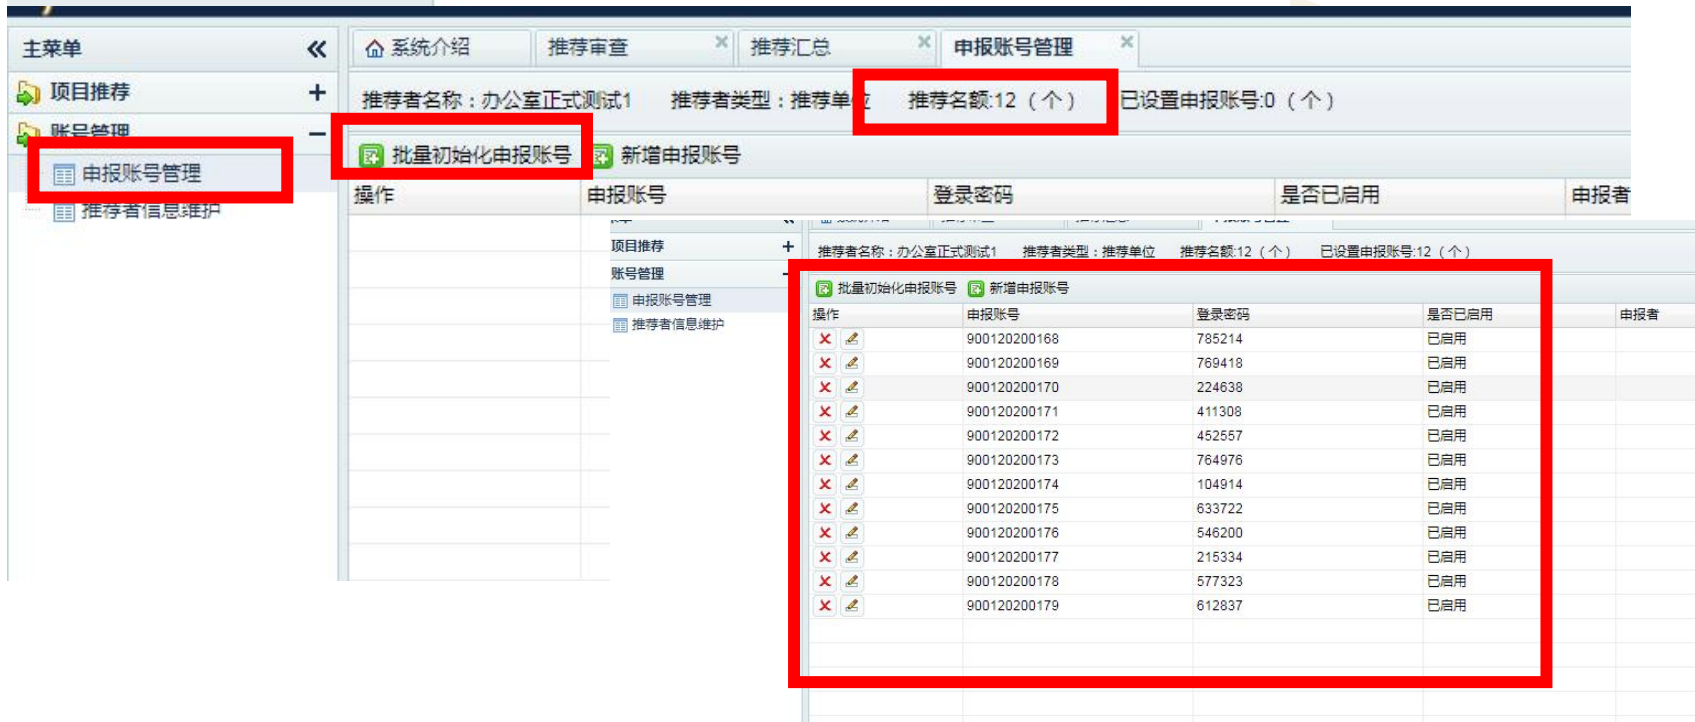 主菜单 系统介绍 推荐审查 推荐汇总 申报账号管理
项目推荐
推荐者名称：办公室正式测试1 推荐者类型：推荐单位 推荐名额:12（个） 已设置申报账号:0（个）
账号管理
批量初始化申报账号 新增申报账号
申报账号管理
操作 申报账号 登录密码 是否已启用 申报者
推荐者信息维护
项目推荐
推荐者名称：办公室正式测试1 推荐者类型：推荐单位 推荐名额:12（个） 已设置申报账号:12（个）
账号管理
批量初始化申报账号 新增申报账号
申报账号管理
操作 申报账号 登录密码 是否已启用 申报者
推荐者信息维护
900120200168 785214 已启用
900120200169 769418 已启用
900120200170 224638 已启用
900120200171 411308 已启用
900120200172 452557 已启用
900120200173 764976 已启用
900120200174 104914 已启用
900120200175 633722 已启用
900120200176 546200 已启用
900120200177 215334 已启用
900120200178 577323 已启用
900120200179 612837 已启用